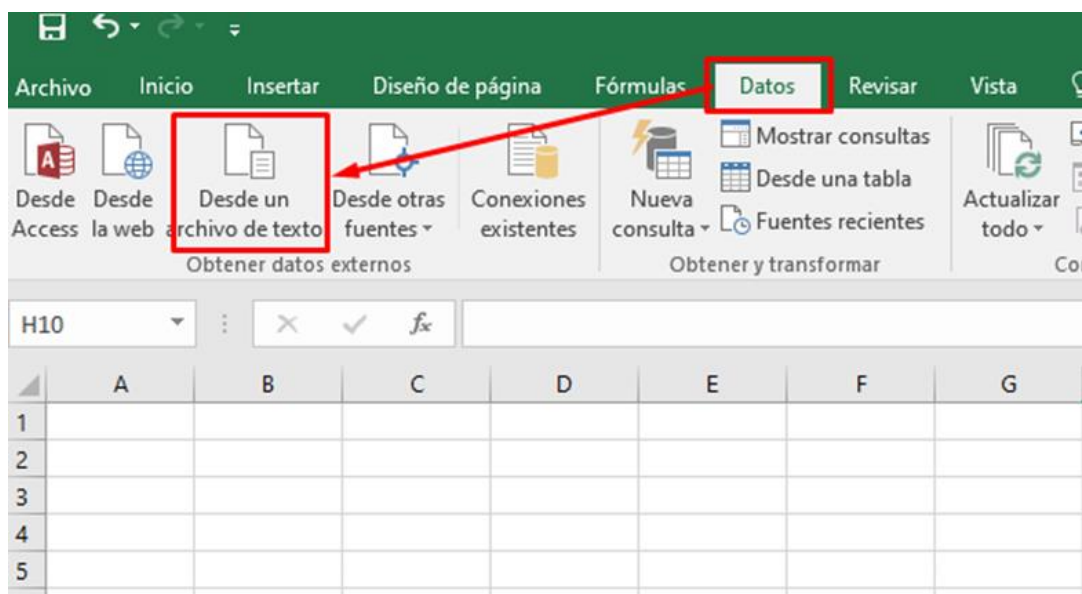 Archivo Inicio Insertar Diseño de página Fórmulas Datos Revisar Vista
Desde Access
Desde la web
Desde un archivo de texto
Desde otras fuentes
Conexiones existentes
Obtener datos externos
Nueva consulta
Mostrar consultas
Desde una tabla
Fuentes recientes
Obtener y transformar
Actualizar todo
Co
H10 fx
A B C D E F G
1
2
3
4
5